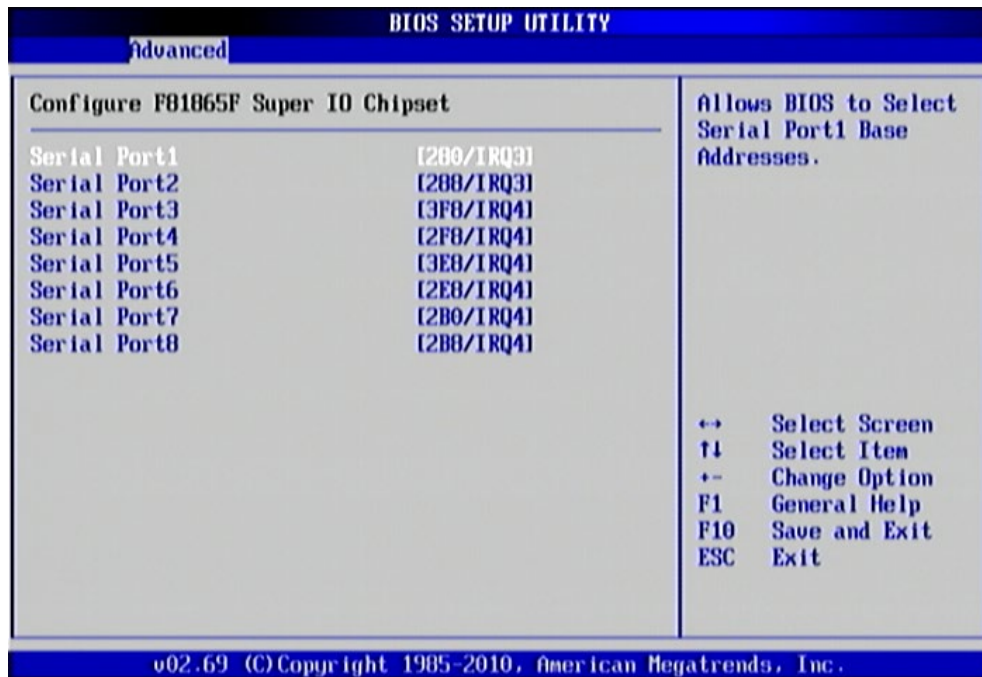 BIOS SETUP UTILITY
Advanced
Configure F81865F Super IO Chipset
Serial Port1 [280/IRQ3]
Serial Port2 [288/IRQ3]
Serial Port3 [3F8/IRQ4]
Serial Port4 [2F8/IRQ4]
Serial Port5 [3E8/IRQ4]
Serial Port6 [2E8/IRQ4]
Serial Port7 [2B0/IRQ4]
Serial Port8 [2B8/IRQ4]
Allows BIOS to Select
Serial Port1 Base
Addresses.
↔ Select Screen
↑↓ Select Item
+- Change Option
F1 General Help
F10 Save and Exit
ESC Exit
v02.69 (C)Copyright 1985-2010, American Megatrends, Inc.